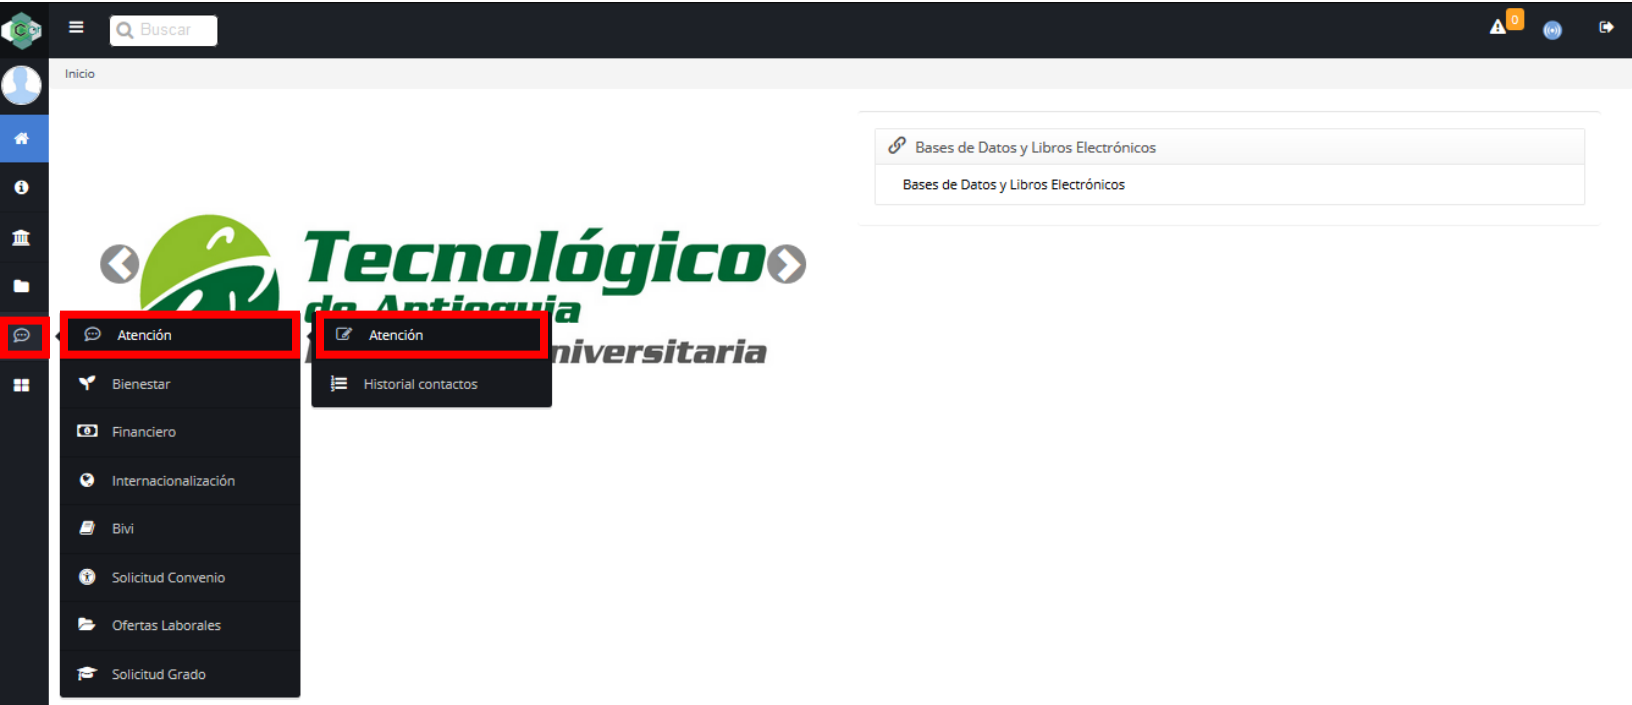 Buscar
0
Inicio
Bases de Datos y Libros Electrónicos
Bases de Datos y Libros Electrónicos
Tecnológico
de Antioquia
niversitaria
Atención
Bienestar
Financiero
Internacionalización
Bivi
Solicitud Convenio
Ofertas Laborales
Solicitud Grado
Atención
Historial contactos